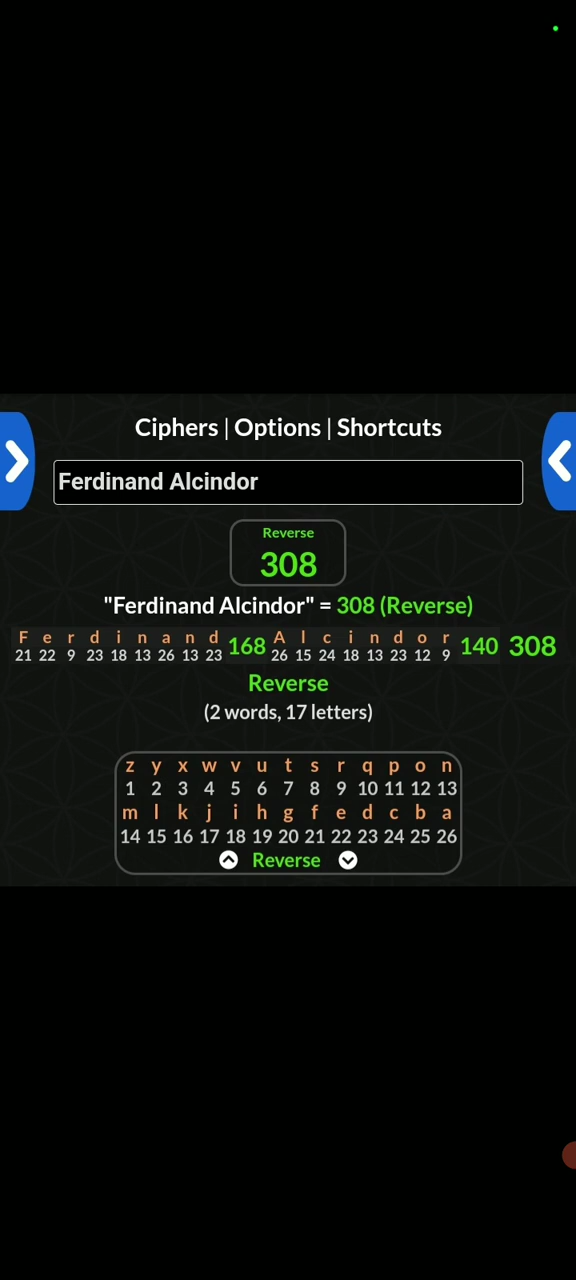 Ciphers | Options | Shortcuts
Ferdinand Alcindor
Reverse
308
"Ferdinand Alcindor" = 308 (Reverse)
F e r d i n a n d 168 A l c i n d o r 140 308
21 22 9 23 18 13 26 13 23 26 15 24 18 13 23 12 9
Reverse
(2 words, 17 letters)
z y x w v u t s r q p o n
1 2 3 4 5 6 7 8 9 10 11 12 13
m l k j i h g f e d c b a
14 15 16 17 18 19 20 21 22 23 24 25 26
Reverse